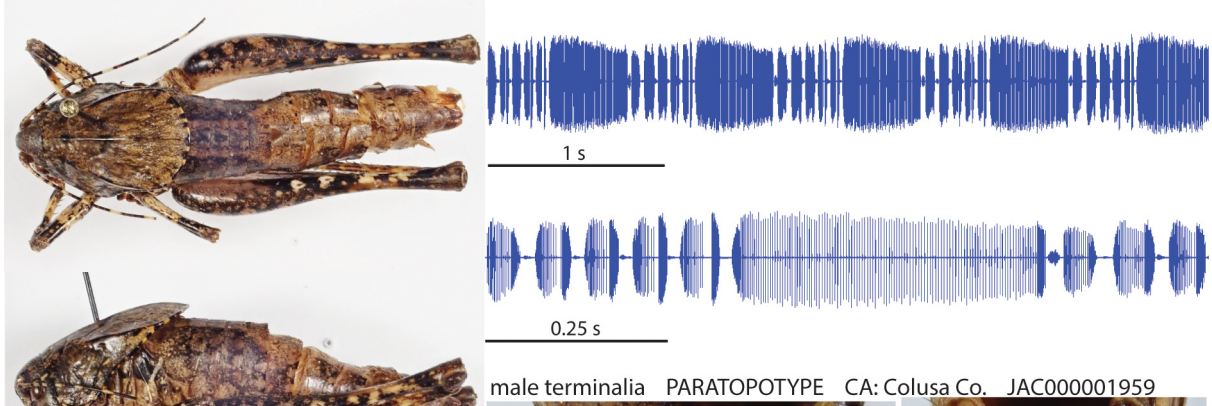 1 s
0.25 s
male terminalia PARATOPOTYPE CA: Colusa Co. JAC000001959